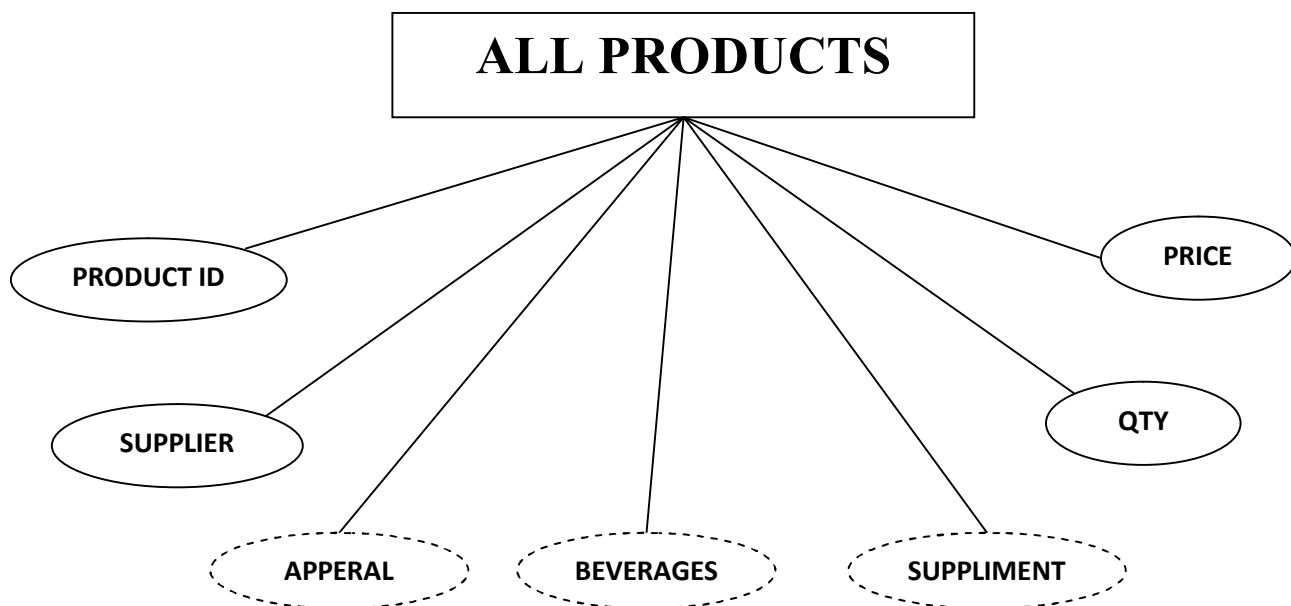 ALL PRODUCTS
PRODUCT ID
PRICE
SUPPLIER
QTY
APPERAL
BEVERAGES
SUPPLIMENT